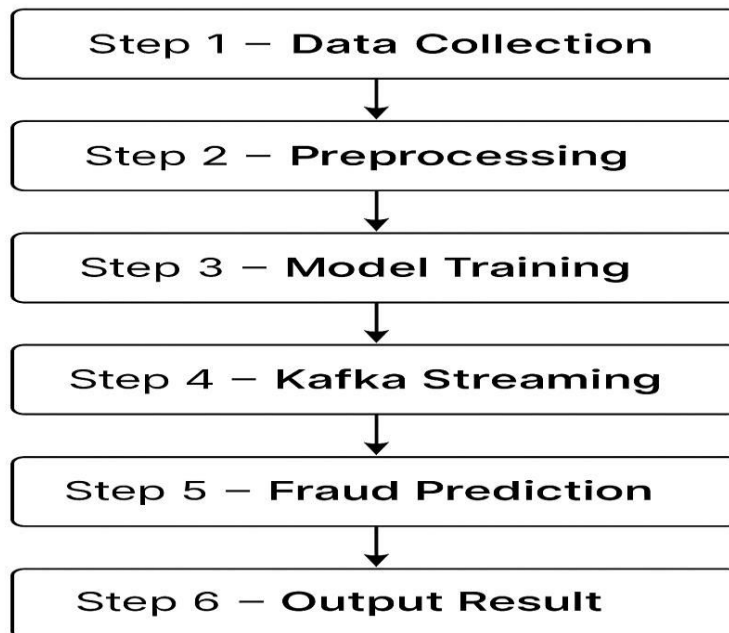 Step 1 – Data Collection
Step 2 – Preprocessing
Step 3 – Model Training
Step 4 – Kafka Streaming
Step 5 – Fraud Prediction
Step 6 – Output Result